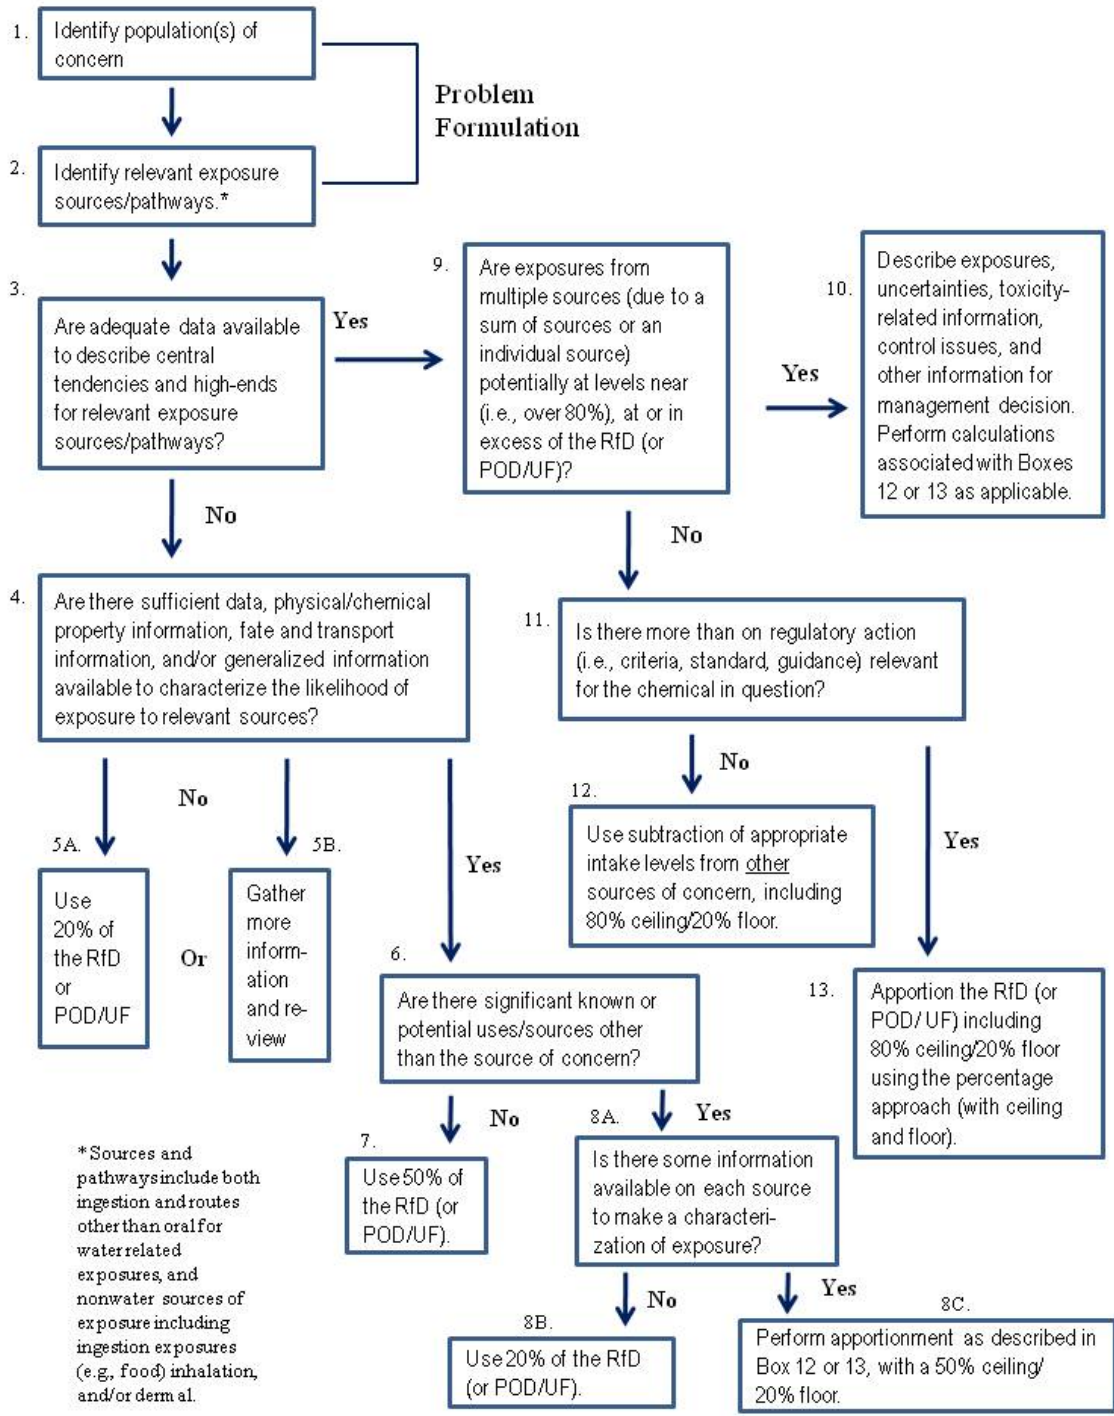 1.
Identify population(s) of
concern
Problem
Formulation
2.
Identify relevant exposure
sources/pathways.*
3.
Are adequate data available
to describe central
tendencies and high-ends
for relevant exposure
sources/pathways?
Yes
9.
Are exposures from
multiple sources (due to a
sum of sources or an
individual source)
potentially at levels near
(i.e., over 80%), at or in
excess of the RfD (or
POD/UF)?
Yes
10.
Describe exposures,
uncertainties, toxicity-
related information,
control issues, and
other information for
management decision.
Perform calculations
associated with Boxes
12 or 13 as applicable.
No
No
4.
Are there sufficient data, physical/chemical
property information, fate and transport
information, and/or generalized information
available to characterize the likelihood of
exposure to relevant sources?
11.
Is there more than on regulatory action
(i.e., criteria, standard, guidance) relevant
for the chemical in question?
No
5A.
Use
20% of
the RfD
or
POD/UF
Or
5B.
Gather
more
inform-
ation
and re-
view
Yes
No
12.
Use subtraction of appropriate
intake levels from other
sources of concern, including
80% ceiling/20% floor.
Yes
6.
Are there significant known or
potential uses/sources other
than the source of concern?
13.
Apportion the RfD (or
POD/ UF) including
80% ceiling/20% floor
using the percentage
approach (with ceiling
and floor).
No
7.
Use 50% of
the RfD (or
POD/UF).
Yes
8A.
Is there some information
available on each source
to make a characteri-
zation of exposure?
No
8B.
Use 20% of the RfD
(or POD/UF).
Yes
8C.
Perform apportionment as described in
Box 12 or 13, with a 50% ceiling/
20% floor.
*Sources and
pathways include both
ingestion and routes
other than oral for
water related
exposures, and
nonwater sources of
exposure including
ingestion exposures
(e.g., food) inhalation,
and/or dermal.